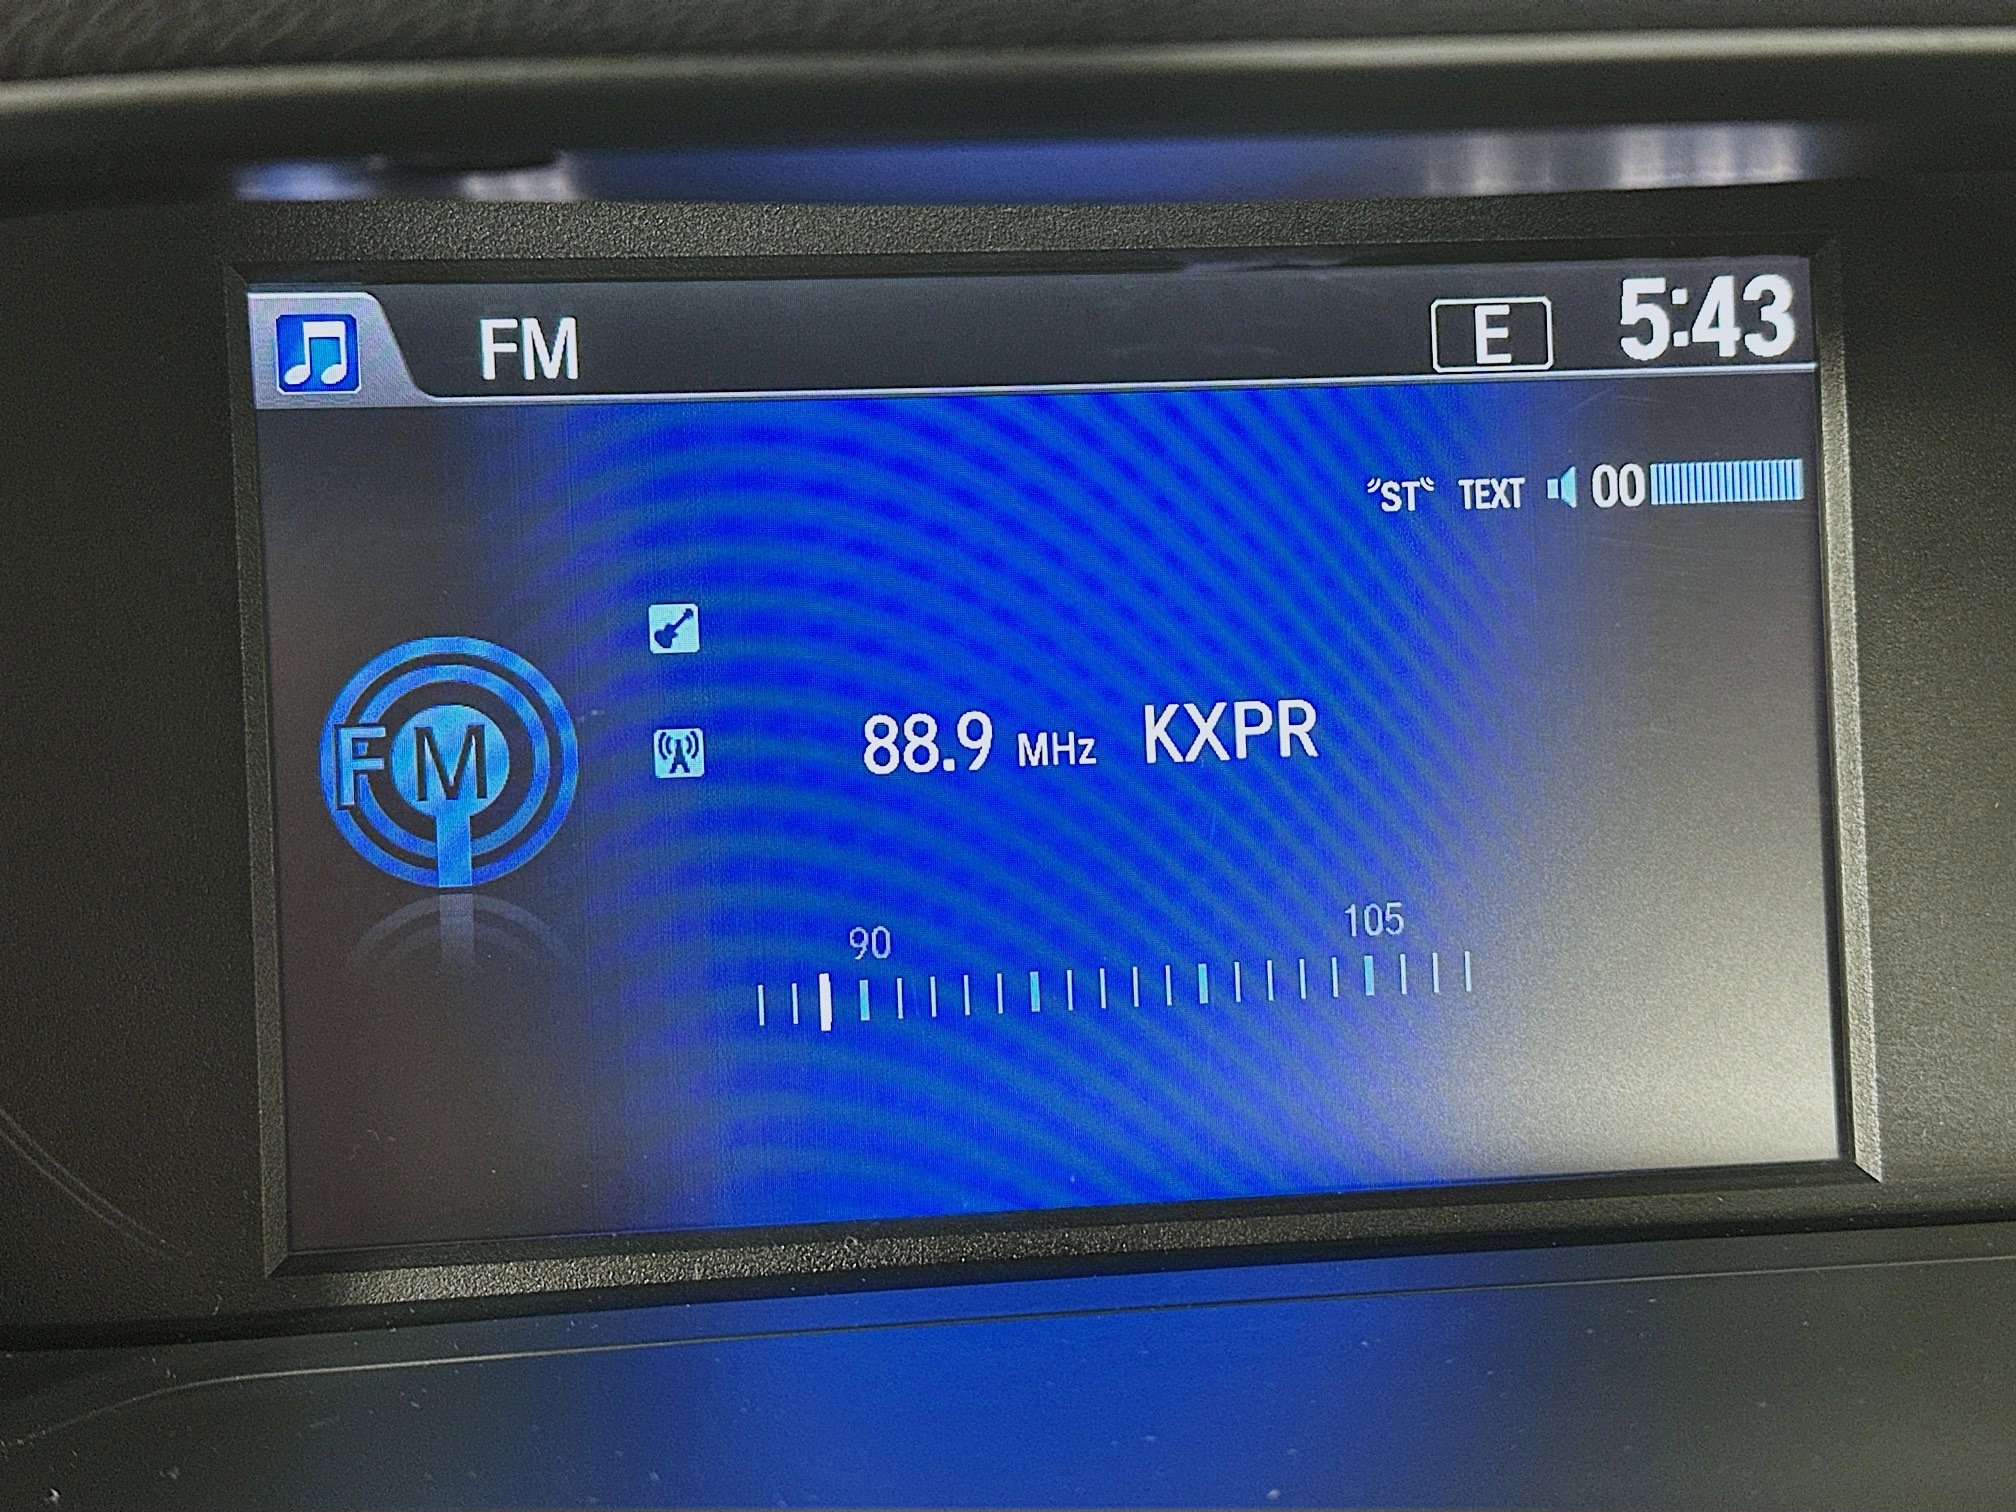 FM E 5:43
"ST" TEXT 00
FM
88.9 MHz KXPR
90 105